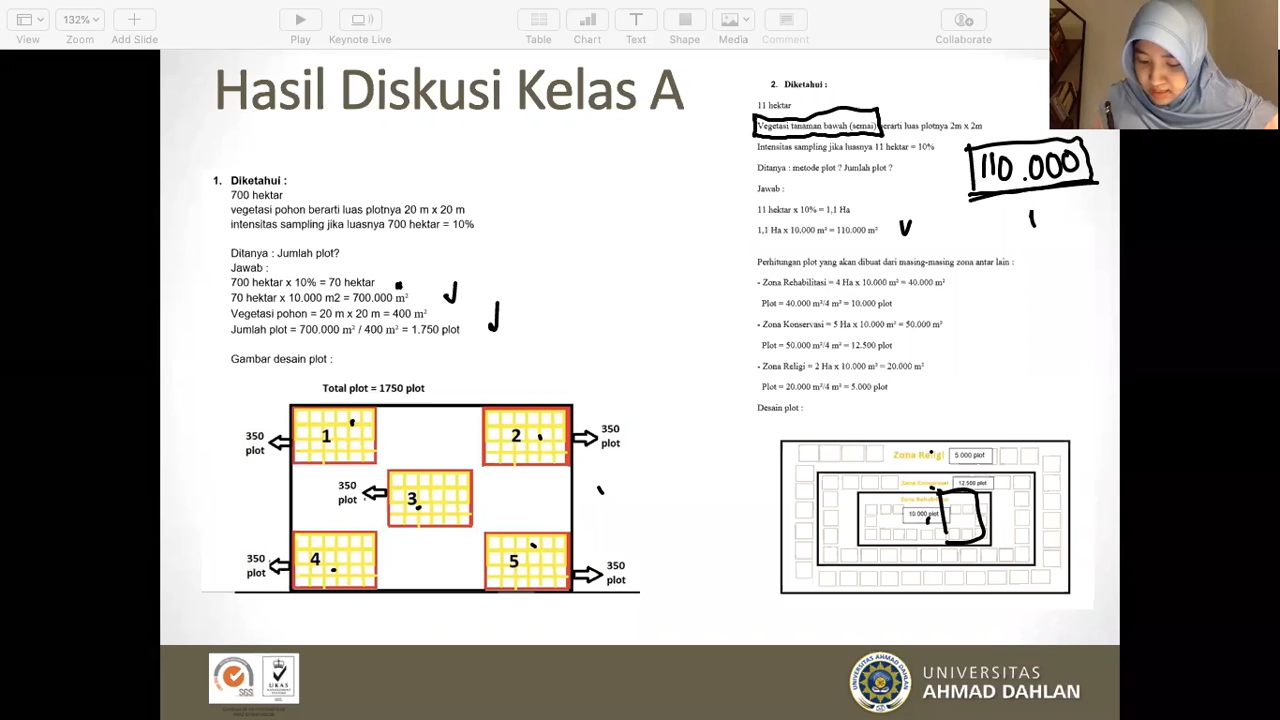 View
132%
Zoom
Add Slide
Play
Keynote Live
Table
Chart
Text
Shape
Media
Comment
Collaborate
Hasil Diskusi Kelas A
1. Diketahui :
700 hektar
vegetasi pohon berarti luas plotnya 20 m x 20 m
intensitas sampling jika luasnya 700 hektar = 10%
Ditanya : Jumlah plot?
Jawab :
700 hektar x 10% = 70 hektar
70 hektar x 10.000 m2 = 700.000 m²
Vegetasi pohon = 20 m x 20 m = 400 m²
Jumlah plot = 700.000 m² / 400 m² = 1.750 plot
Gambar desain plot :
Total plot = 1750 plot
350 plot
1
2
350 plot
350 plot
3
350 plot
4
5
350 plot
2. Diketahui :
11 hektar
Vegetasi tanaman bawah (semai) berarti luas plotnya 2m x 2m
Intensitas sampling jika luasnya 11 hektar = 10%
Ditanya : metode plot ? Jumlah plot ?
Jawab :
11 hektar x 10% = 1,1 Ha
1,1 Ha x 10.000 m² = 110.000 m²
110.000
Perhitungan plot yang akan dibuat dari masing-masing zona antar lain :
- Zona Rehabilitasi = 4 Ha x 10.000 m² = 40.000 m²
Plot = 40.000 m²/4 m² = 10.000 plot
- Zona Konservasi = 5 Ha x 10.000 m² = 50.000 m²
Plot = 50.000 m²/4 m² = 12.500 plot
- Zona Religi = 2 Ha x 10.000 m² = 20.000 m²
Plot = 20.000 m²/4 m² = 5.000 plot
Desain plot :
Zona Religi
5.000 plot
Zona Konservasi
12.500 plot
10.000 plot
SGS
UKAS
UNIVERSITAS
AHMAD DAHLAN